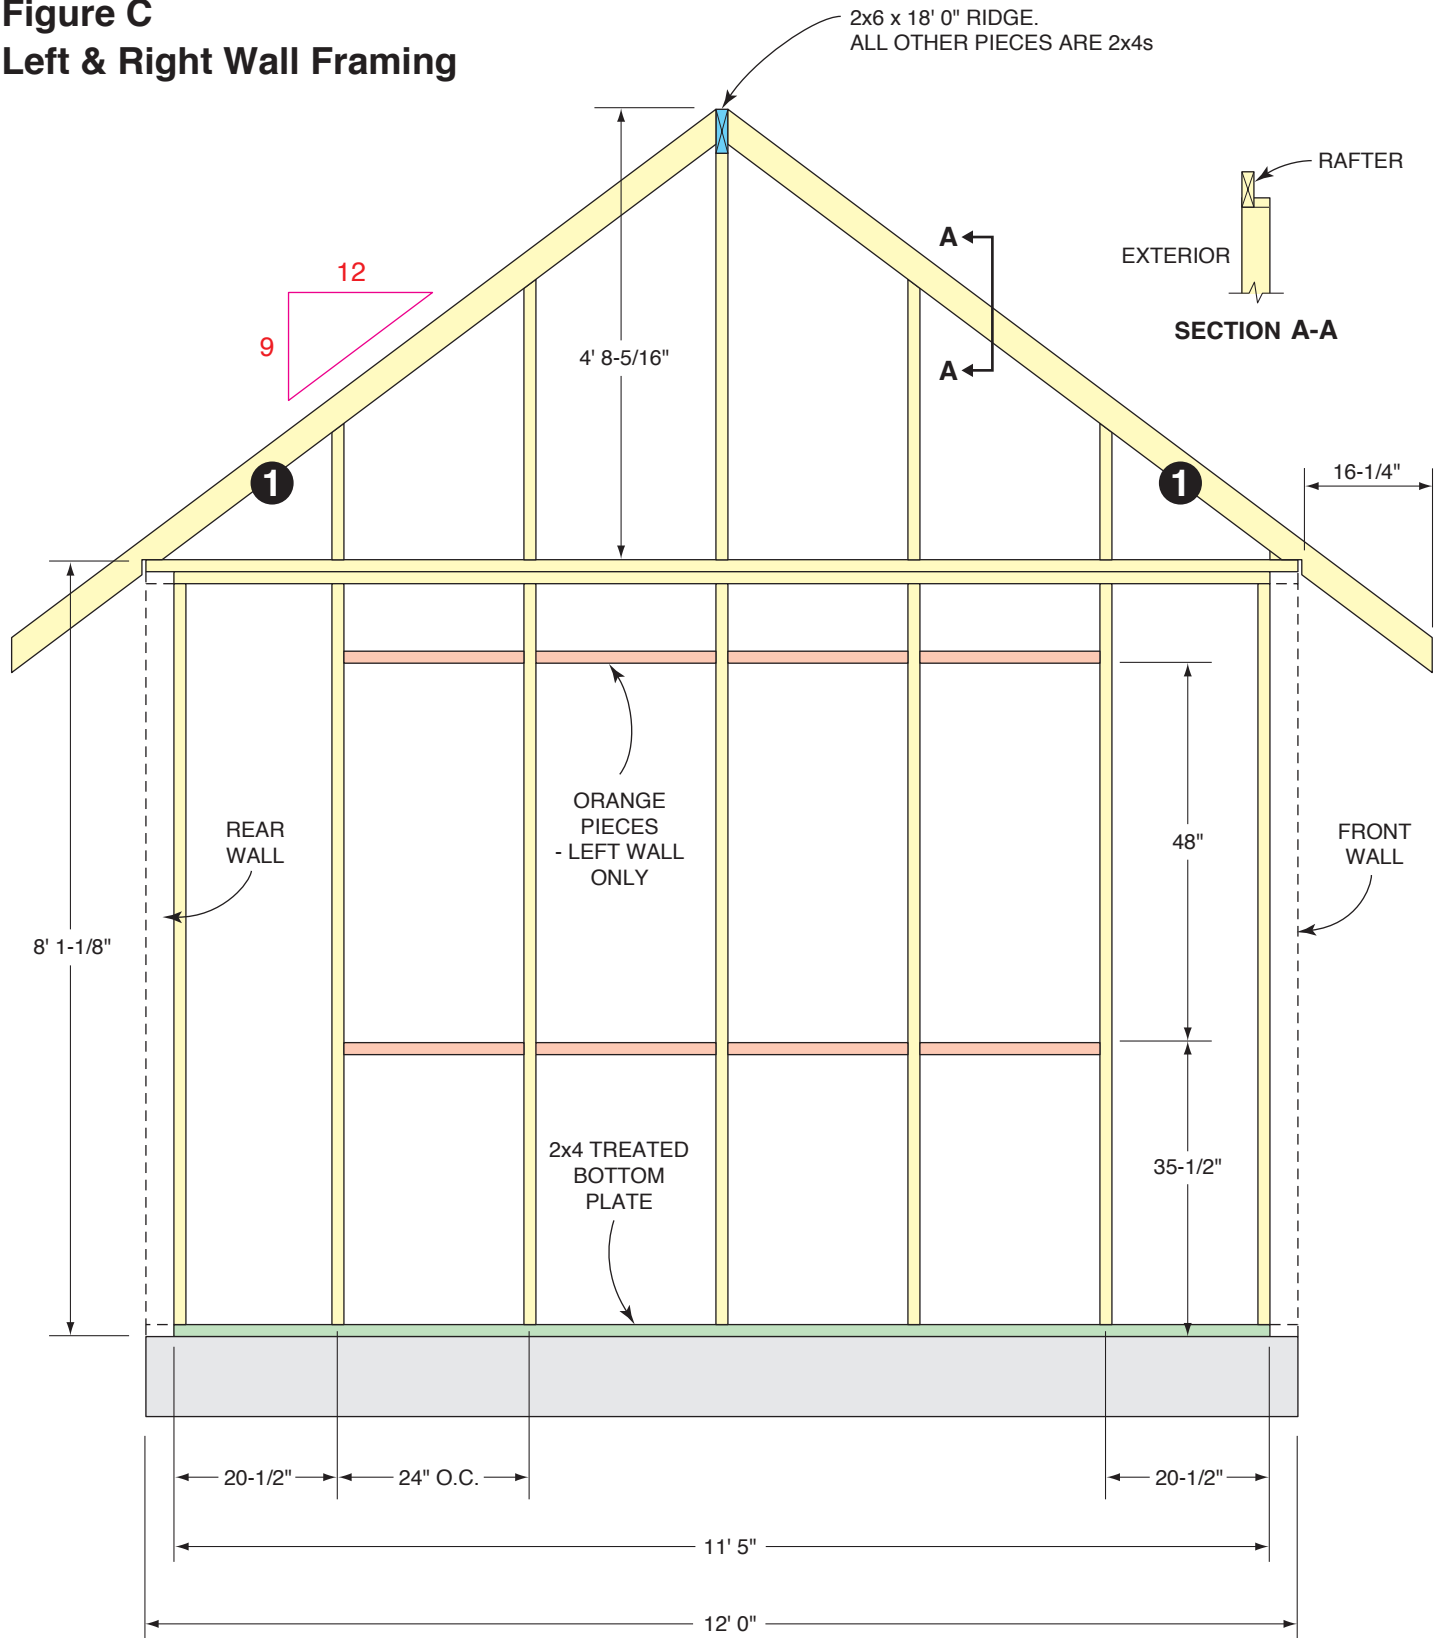 Figure C
Left & Right Wall Framing
2x6 x 18' 0" RIDGE.
ALL OTHER PIECES ARE 2x4s
RAFTER
EXTERIOR
SECTION A-A
A
A
12
9
4' 8-5/16"
1
1
16-1/4"
ORANGE
PIECES
- LEFT WALL
ONLY
REAR
WALL
FRONT
WALL
48"
8' 1-1/8"
2x4 TREATED
BOTTOM
PLATE
35-1/2"
20-1/2"
24" O.C.
20-1/2"
11' 5"
12' 0"